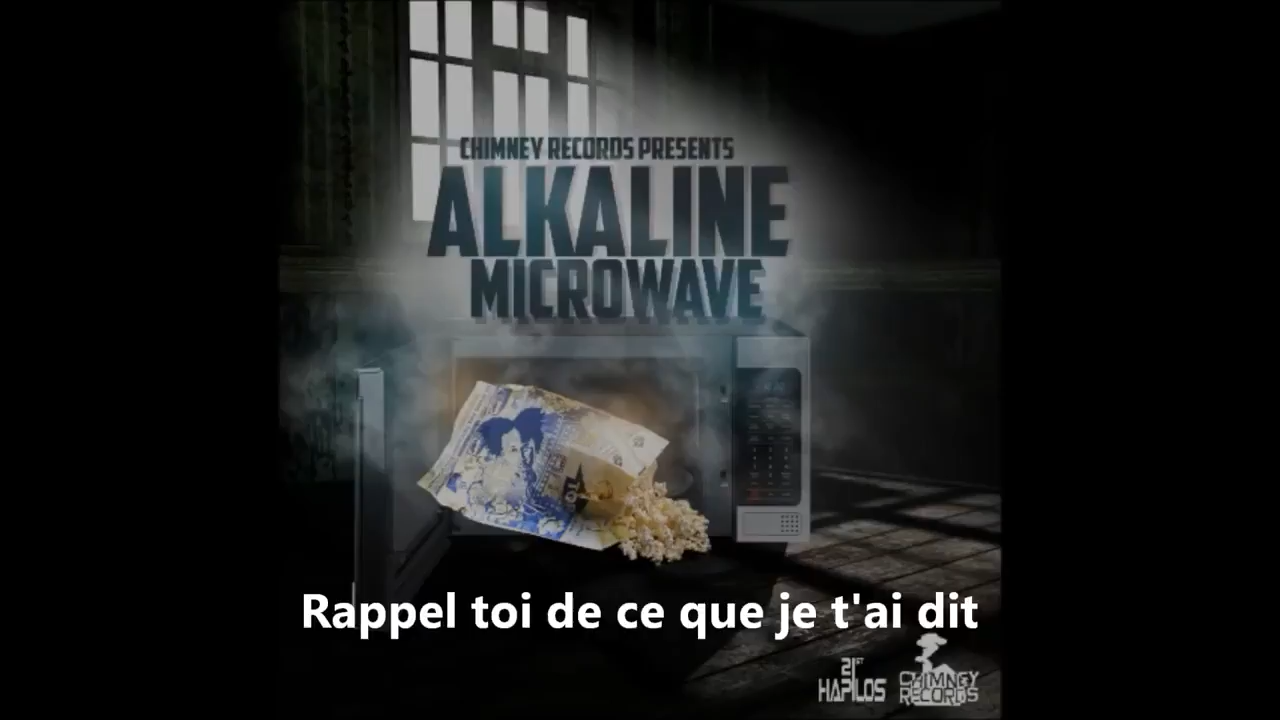 CHIMNEY RECORDS PRESENTS
ALKALINE
MICROWAVE
Rappel toi de ce que je t'ai dit
21ST
HAPILOS
CHIMNEY
RECORDS